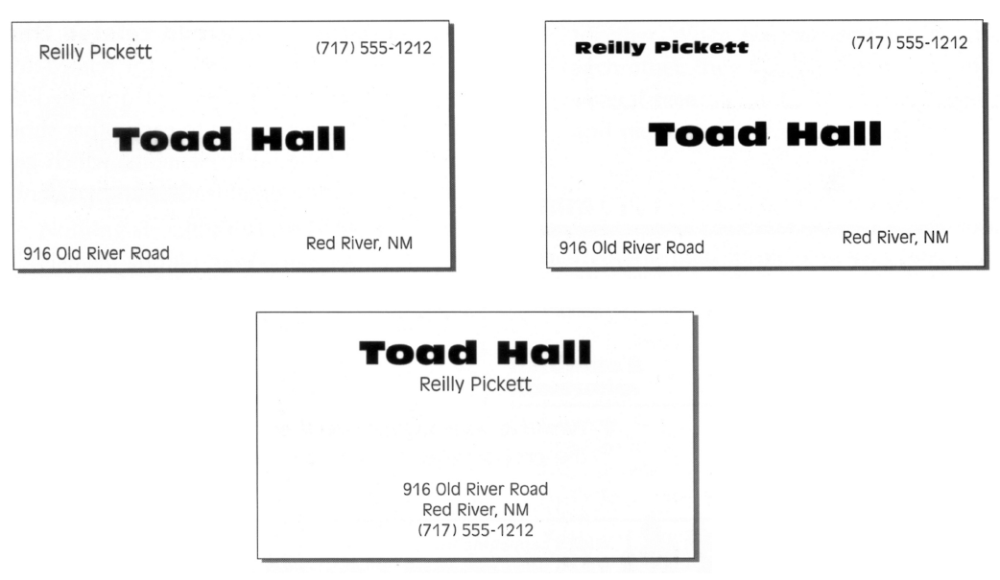 Reilly Pickett
(717) 555-1212
Toad Hall
916 Old River Road
Red River, NM
Reilly Pickett
(717) 555-1212
Toad Hall
916 Old River Road
Red River, NM
Toad Hall
Reilly Pickett
916 Old River Road
Red River, NM
(717) 555-1212